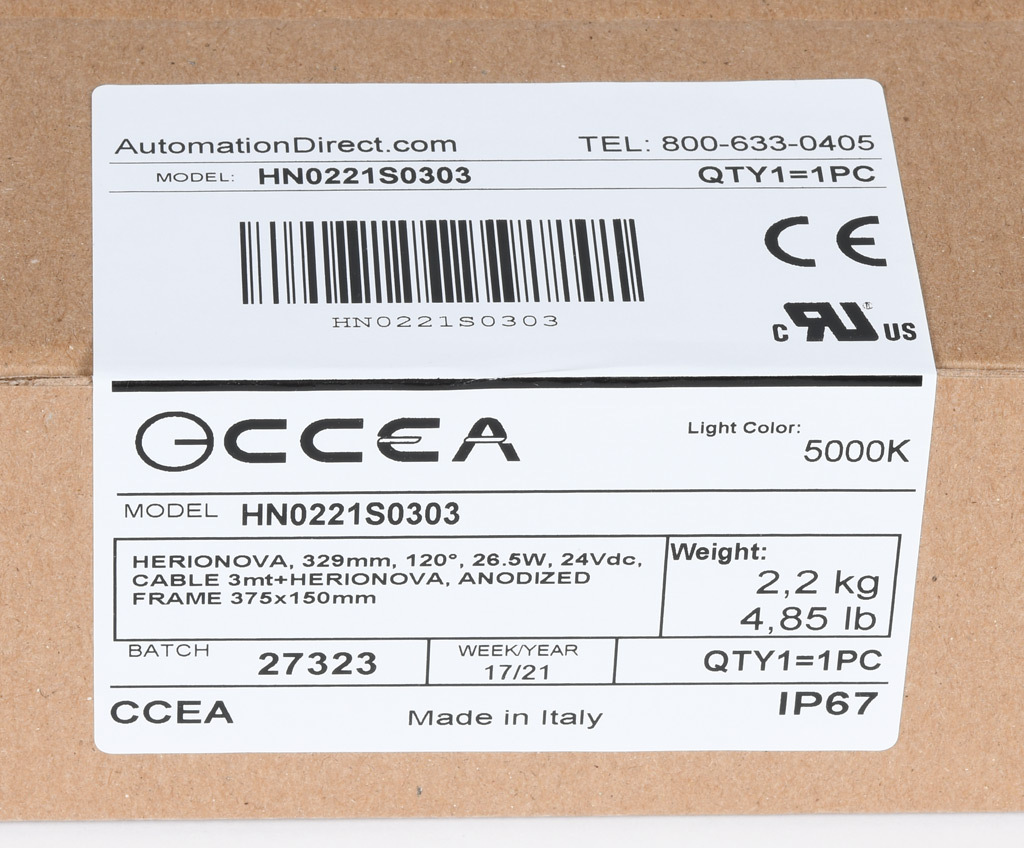 AutomationDirect.com TEL: 800-633-0405
MODEL: HN0221S0303 QTY1=1PC
CE
HN0221S0303
c RU ® US
CCEA
Light Color:
5000K
MODEL HN0221S0303
HERIONOVA, 329mm, 120°, 26.5W, 24Vdc,
CABLE 3mt+HERIONOVA, ANODIZED
FRAME 375x150mm
Weight:
2,2 kg
4,85 lb
BATCH 27323
WEEK/YEAR
17/21
QTY1=1PC
CCEA Made in Italy IP67